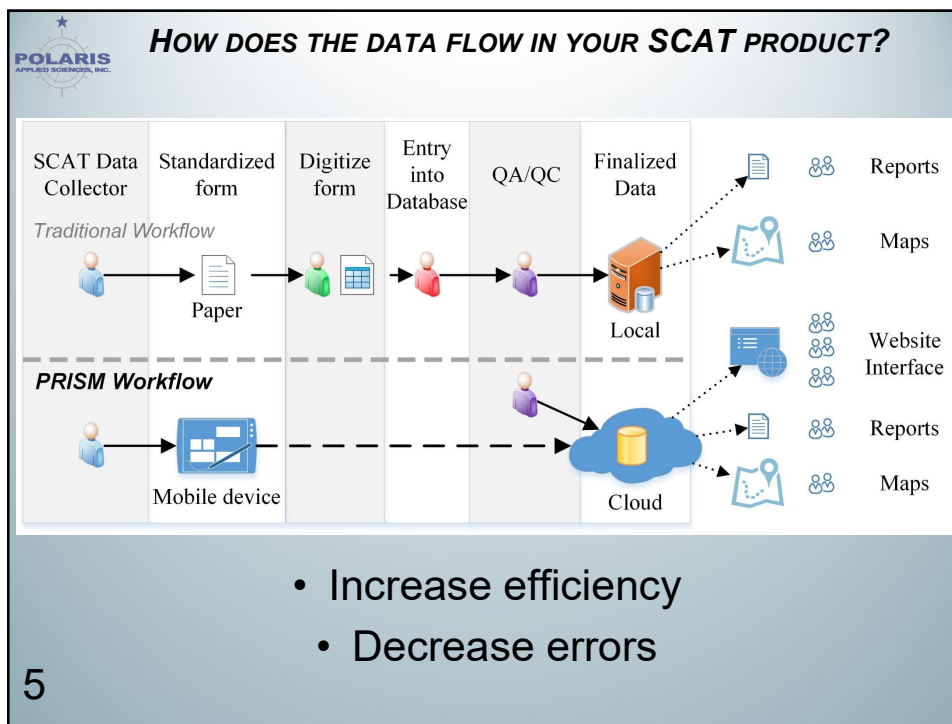 POLARIS
APPLIED SCIENCES, INC.
HOW DOES THE DATA FLOW IN YOUR SCAT PRODUCT?
SCAT Data
Collector
Standardized
form
Digitize
form
Entry
into
Database
QA/QC
Finalized
Data
Traditional Workflow
Paper
Local
Reports
Maps
PRISM Workflow
Mobile device
Cloud
Website
Interface
Reports
Maps
• Increase efficiency
• Decrease errors
5